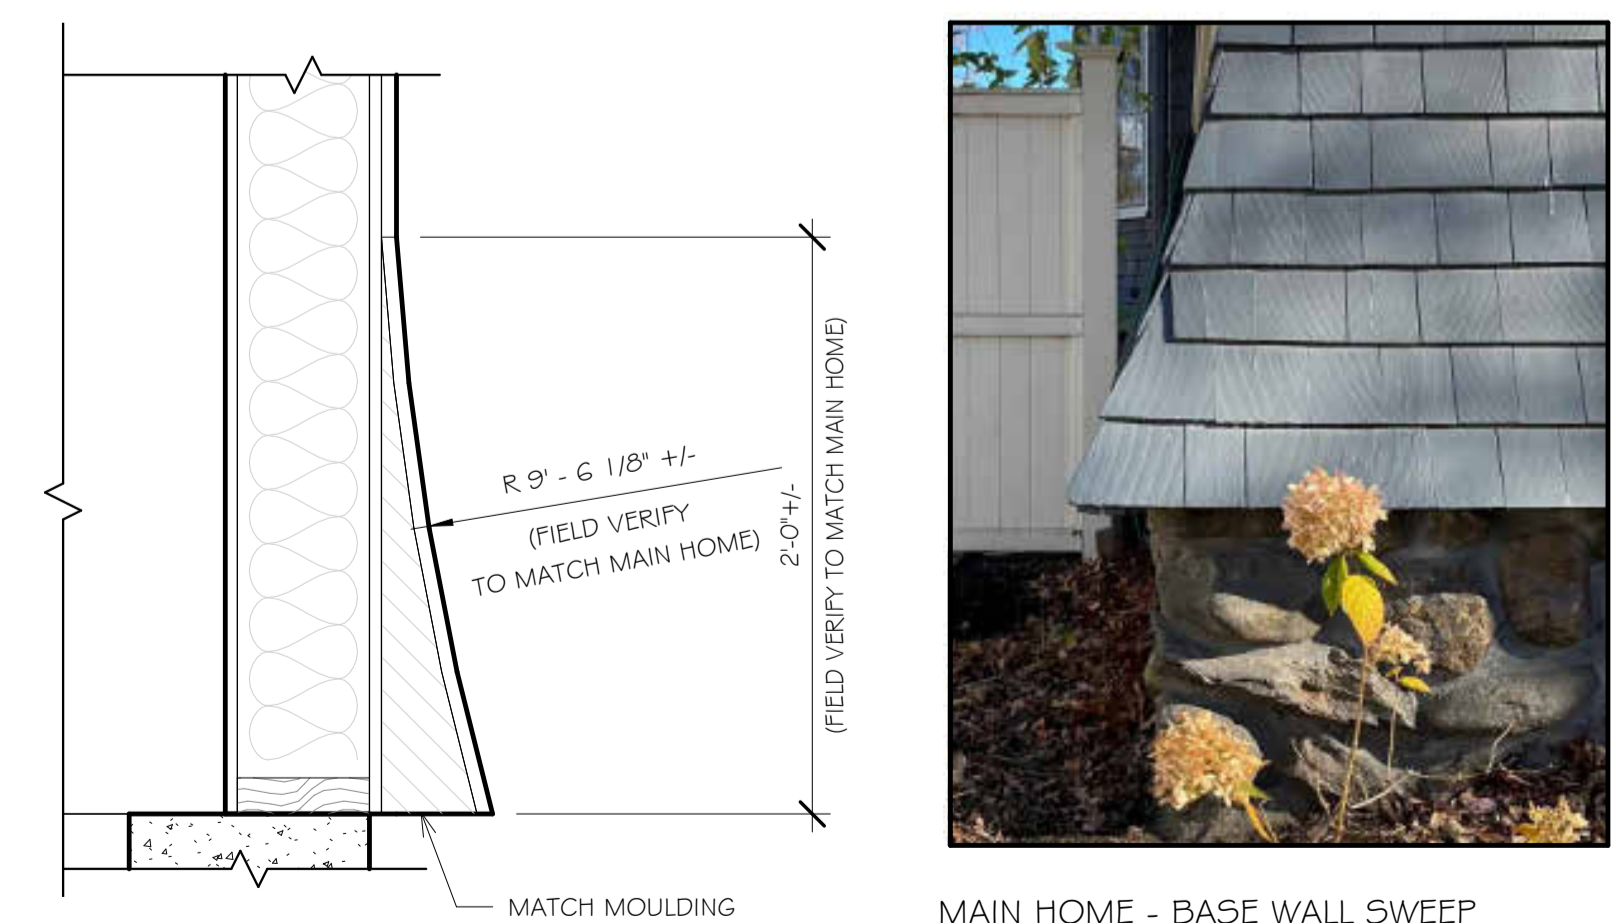 R 9' - 6 1/8" +/-
(FIELD VERIFY
TO MATCH MAIN HOME)
2'-0"+/-
(FIELD VERIFY TO MATCH MAIN HOME)
MATCH MOULDING
MAIN HOME - BASE WALL SWEEP